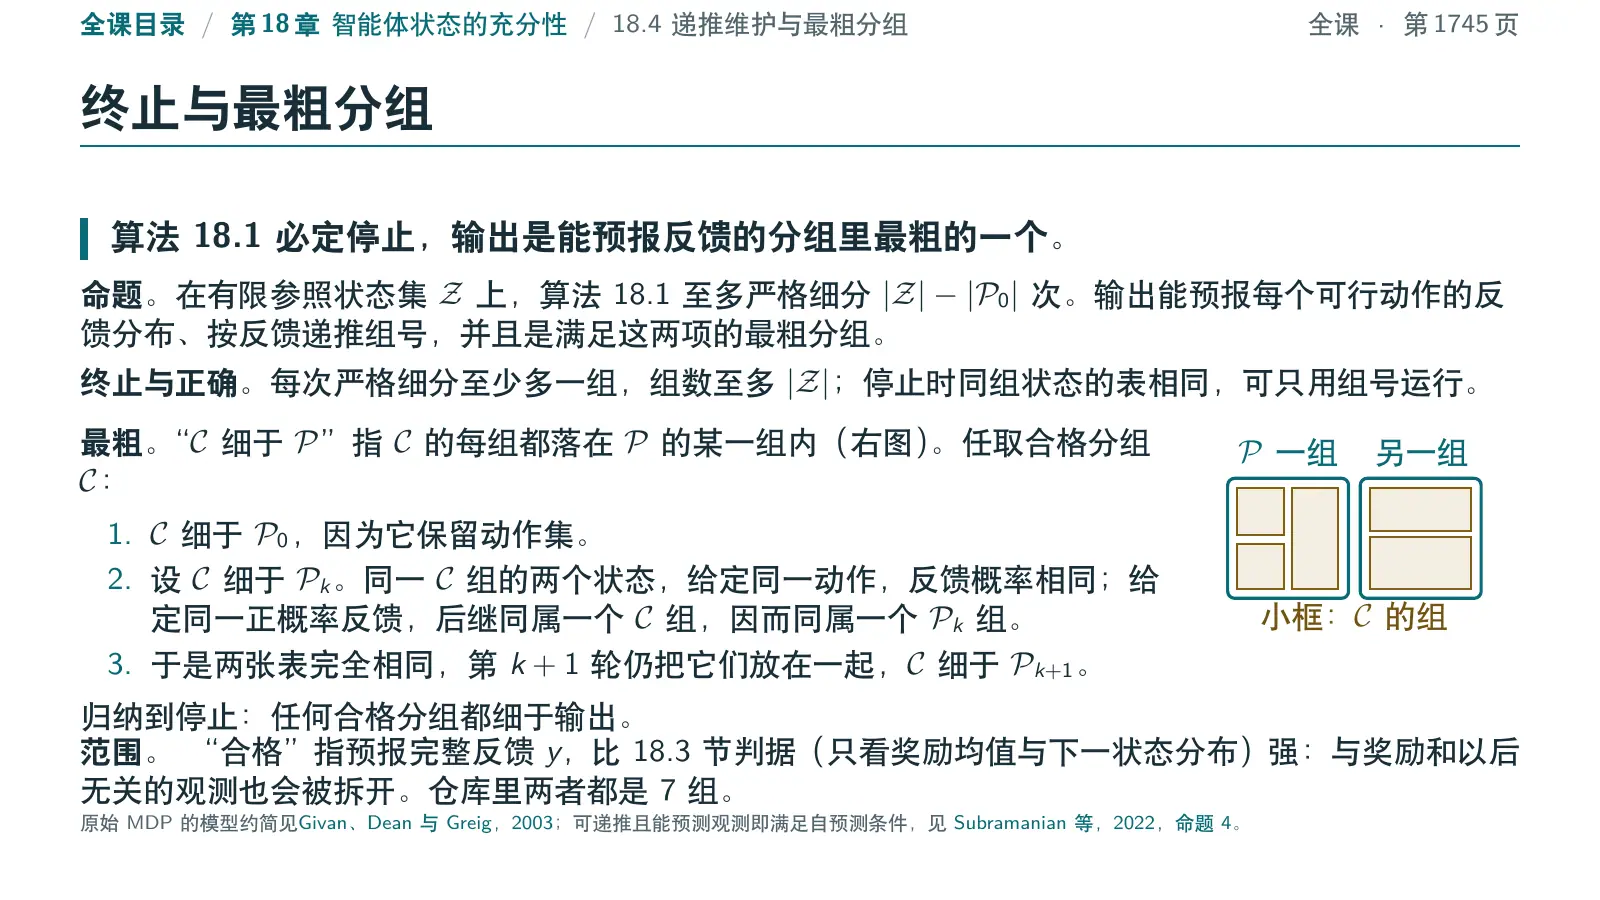 全课目录 / 第 18 章 智能体状态的充分性 / 18.4 递推维护与最粗分组
全课 · 第 1745 页
终止与最粗分组
算法 18.1 必定停止，输出是能预报反馈的分组里最粗的一个。
命题。在有限参照状态集 𝒵 上，算法 18.1 至多严格细分 |𝒵| − |𝒫₀| 次。输出能预报每个可行动作的反
馈分布、按反馈递推组号，并且是满足这两项的最粗分组。
终止与正确。每次严格细分至少多一组，组数至多 |𝒵|；停止时同组状态的表相同，可只用组号运行。
最粗。“𝒞 细于 𝒫” 指 𝒞 的每组都落在 𝒫 的某一组内（右图）。任取合格分组
𝒞：
1. 𝒞 细于 𝒫₀，因为它保留动作集。
2. 设 𝒞 细于 𝒫ₖ。同一 𝒞 组的两个状态，给定同一动作，反馈概率相同；给
定同一正概率反馈，后继同属一个 𝒞 组，因而同属一个 𝒫ₖ 组。
3. 于是两张表完全相同，第 k + 1 轮仍把它们放在一起，𝒞 细于 𝒫ₖ₊₁。
𝒫 一组 另一组
小框：𝒞 的组
归纳到停止：任何合格分组都细于输出。
范围。 “合格” 指预报完整反馈 y，比 18.3 节判据（只看奖励均值与下一状态分布）强：与奖励和以后
无关的观测也会被拆开。仓库里两者都是 7 组。
原始 MDP 的模型约简见Givan、Dean 与 Greig，2003；可递推且能预测观测即满足自预测条件，见 Subramanian 等，2022，命题 4。